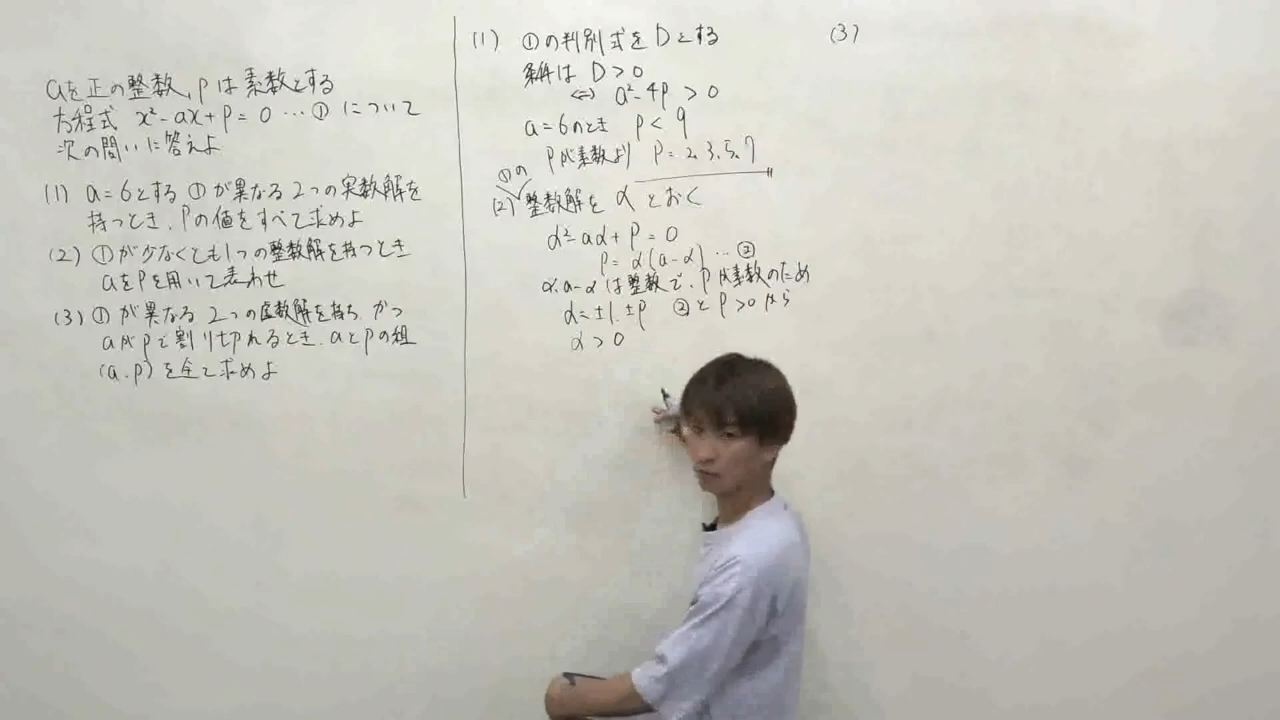 aを正の整数、pは素数とする
方程式 x²-ax+p=0…① について
次の問いに答えよ
(1) a=6とする ①が異なる2つの実数解を
持つとき、Pの値をすべて求めよ
(2) ①が少なくとも1つの整数解を持つとき
aをPを用いて表わせ
(3) ①が異なる2つの虚数解を持ち、かつ
aがpで割り切れるとき、aとpの組
(a.p)を全て求めよ
(1) ①の判別式をDとする
条件は D>0
⇔ a²-4p>0
a=6のとき p<9
Pが素数より P=2.3.5.7
①の
(2) 整数解を α とおく
α²-aα+p=0
p=α(a-α)…②
α.a-αは整数で、Pは素数のため
α=±1.±p ②とp>0から
α>0
(3)